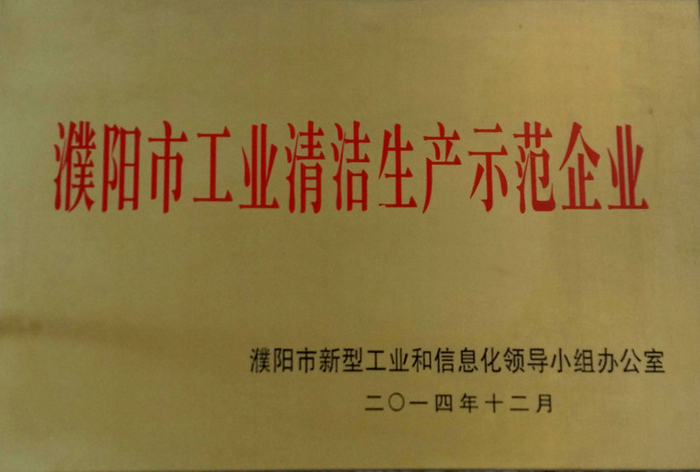 濮阳市工业清洁生产示范企业
濮阳市新型工业和信息化领导小组办公室
二〇一四年十二月